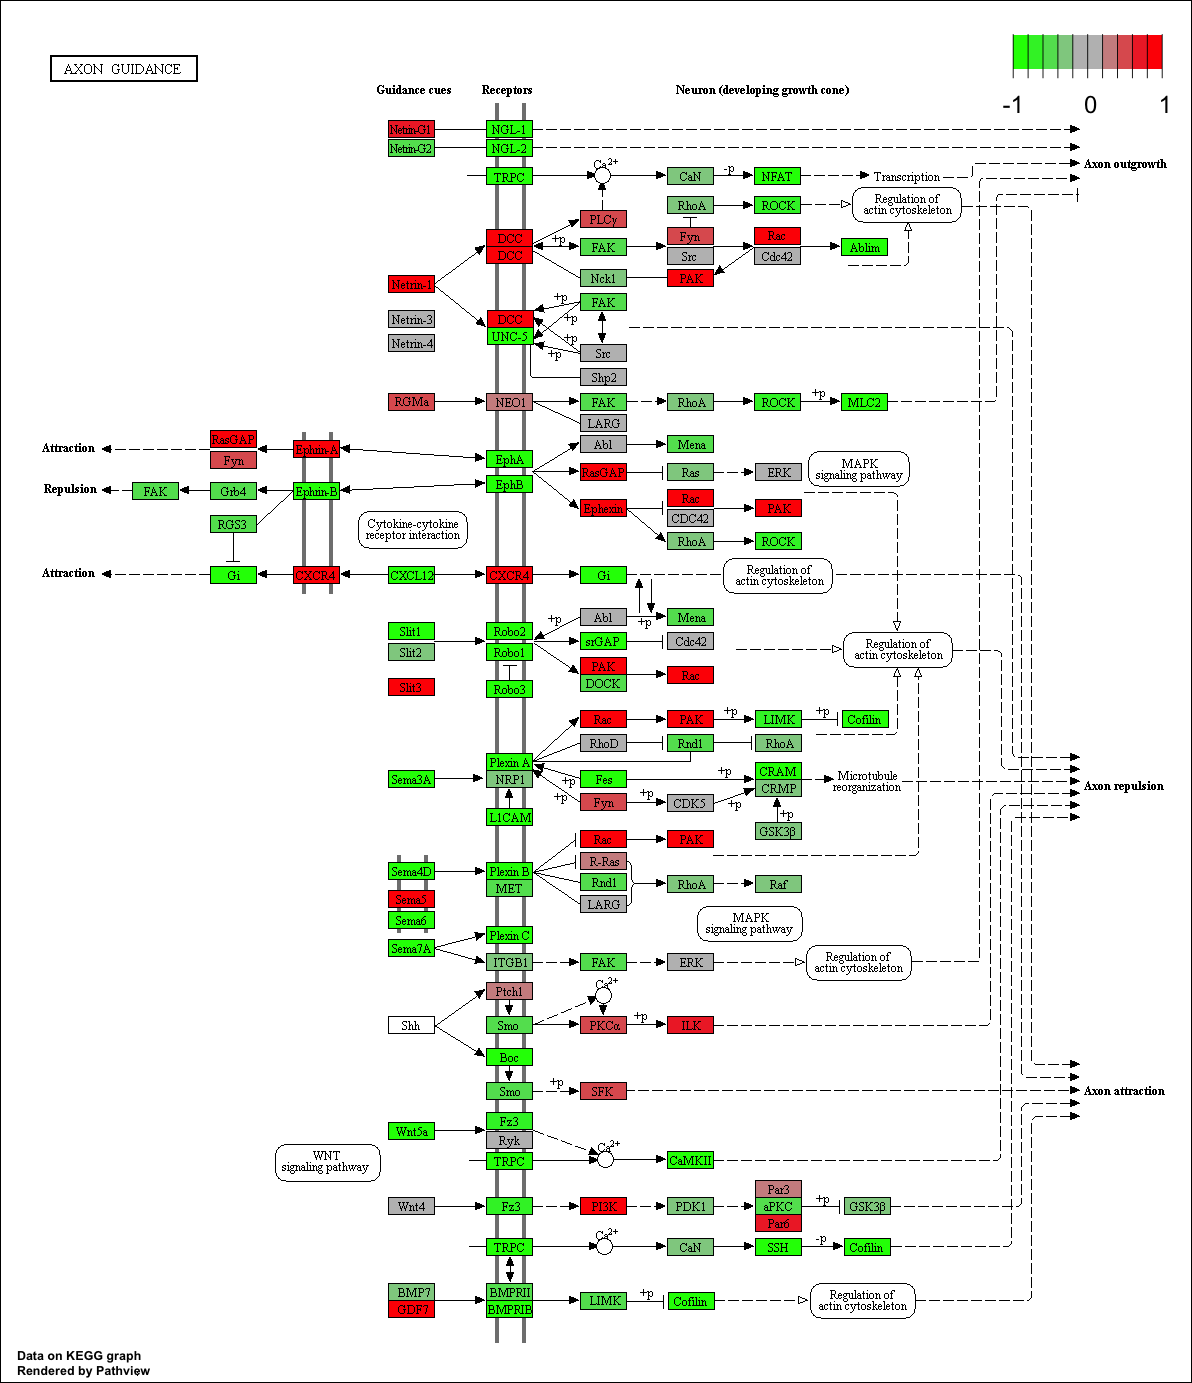 AXON GUIDANCE
-1 0 1
Guidance cues Receptors Neuron (developing growth cone)
Netrin-G1 NGL-1
Netrin-G2 NGL-2
Axon outgrowth
TRPC Ca2+ CaN -p NFAT Transcription
RhoA ROCK Regulation of
actin cytoskeleton
PLCγ
DCC +p Fyn Rac
DCC FAK Src Cdc42 Ablim
Nck1 PAK
Netrin-1
+p FAK
Netrin-3 DCC +p
UNC-5 +p
Netrin-4 +p Src
Shp2
RGMa NEO1 FAK RhoA ROCK +p MLC2
LARG
RasGAP Abl Mena
Attraction Fyn Ephrin-A EphA
RasGAP Ras ERK MAPK
signaling pathway
Repulsion FAK Grb4 Ephrin-B EphB
Rac
Ephexin CDC42 PAK
RGS3 Cytokine-cytokine
receptor interaction
RhoA ROCK
Attraction Gi CXCR4 CXCL12 CXCR4 Gi Regulation of
actin cytoskeleton
Abl +p Mena
+p
Slit1 Robo2 srGAP Cdc42
Slit2 Robo1 Regulation of
actin cytoskeleton
PAK Rac
DOCK
Slit3 Robo3
Rac PAK +p LIMK +p Cofilin
RhoD Rnd1 RhoA
Plexin A
Sema3A NRP1 +p Fes +p CRAM Microtubule
reorganization
CRMP
Axon repulsion
+p Fyn +p CDK5 +p
L1CAM +p
GSK3β
Rac PAK
R-Ras
Sema4D Plexin B Rnd1 RhoA Raf
MET
Sema5 LARG
Sema6 MAPK
signaling pathway
Plexin C
Sema7A
ITGB1 FAK ERK Regulation of
actin cytoskeleton
Ptch1 Ca2+
Shh Smo PKCα +p ILK
Boc
Smo +p SFK Axon attraction
Fz3
Wnt5a Ryk Ca2+
WNT
signaling pathway
TRPC CaMKII
Par3
Wnt4 Fz3 PI3K PDK1 aPKC +p GSK3β
Par6
TRPC Ca2+ CaN SSH -p Cofilin
BMP7 BMPRII
GDF7 BMPRIB LIMK +p Cofilin Regulation of
actin cytoskeleton
Data on KEGG graph
Rendered by Pathview